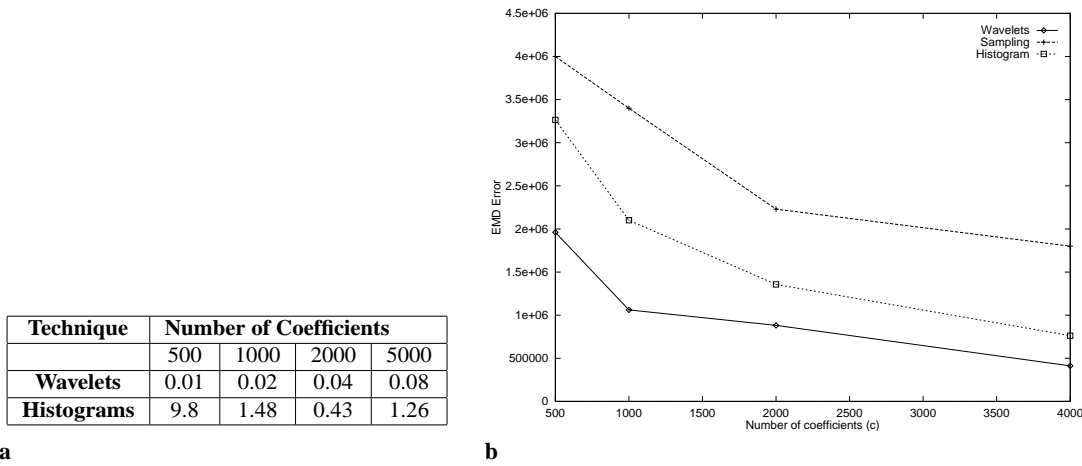 Technique Number of Coefficients
500 1000 2000 5000
Wavelets 0.01 0.02 0.04 0.08
Histograms 9.8 1.48 0.43 1.26
a
4.5e+06
4e+06
3.5e+06
3e+06
2.5e+06
2e+06
1.5e+06
1e+06
500000
0
EMD Error
Wavelets
Sampling
Histogram
500 1000 1500 2000 2500 3000 3500 4000
Number of coefficients (c)
b